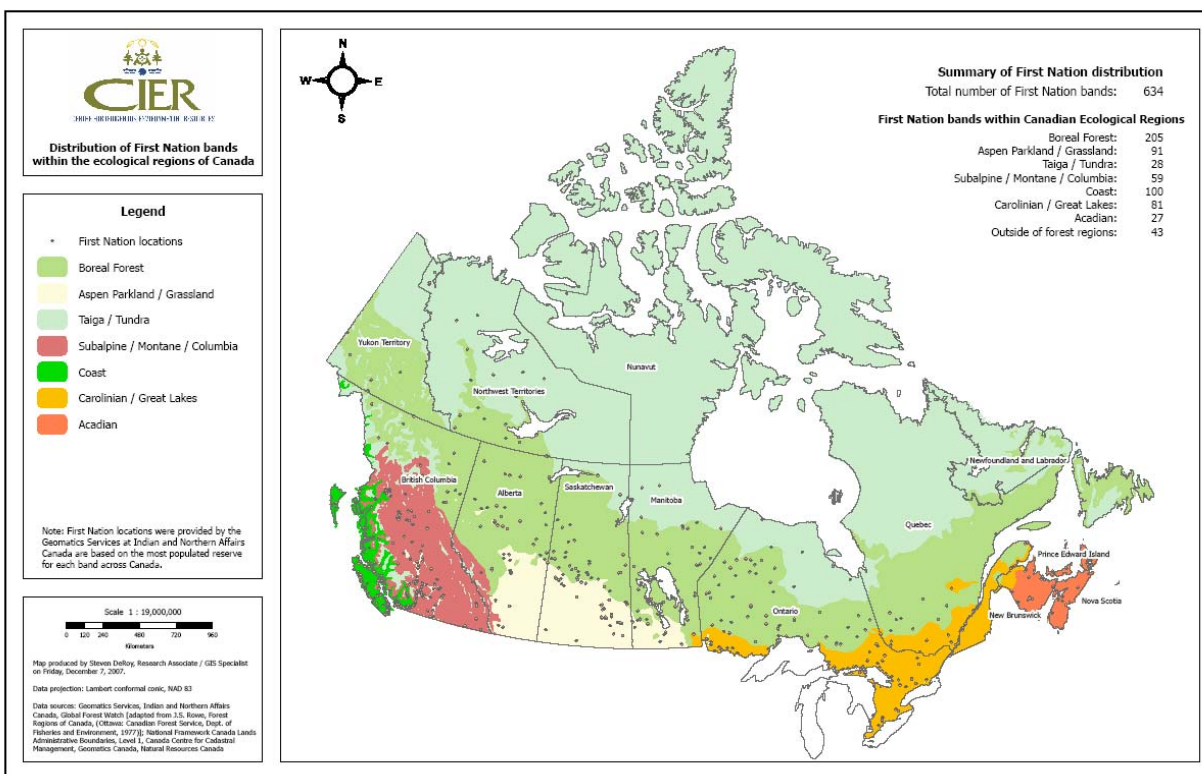 CIER
CENTRE FOR INDIGENOUS ENVIRONMENTAL RESOURCES
Distribution of First Nation bands
within the ecological regions of Canada
Legend
First Nation locations
Boreal Forest
Aspen Parkland / Grassland
Taiga / Tundra
Subalpine / Montane / Columbia
Coast
Carolinian / Great Lakes
Acadian
Note: First Nation locations were provided by the
Geomatics Services at Indian and Northern Affairs
Canada are based on the most populated reserve
for each band across Canada.
Scale 1 : 19,000,000
0 120 240 480 720 960
Kilometers
Map produced by Steven DeRoy, Research Associate / GIS Specialist
on Friday, December 7, 2007.
Data projection: Lambert conformal conic, NAD 83
Data sources: Geomatics Services, Indian and Northern Affairs
Canada, Global Forest Watch [adapted from J.S. Rowe, Forest
Regions of Canada, (Ottawa: Canadian Forest Service, Dept. of
Fisheries and Environment, 1977)]; National Framework Canada Lands
Administrative Boundaries, Level 1, Canada Centre for Cadastral
Management, Geomatics Canada, Natural Resources Canada
N
W E
S
Summary of First Nation distribution
Total number of First Nation bands: 634
First Nation bands within Canadian Ecological Regions
Boreal Forest: 205
Aspen Parkland / Grassland: 91
Taiga / Tundra: 28
Subalpine / Montane / Columbia: 59
Coast: 100
Carolinian / Great Lakes: 81
Acadian: 27
Outside of forest regions: 43
Yukon Territory
Northwest Territories
Nunavut
British Columbia
Alberta
Saskatchewan
Manitoba
Ontario
Quebec
Newfoundland and Labrador
Prince Edward Island
New Brunswick
Nova Scotia